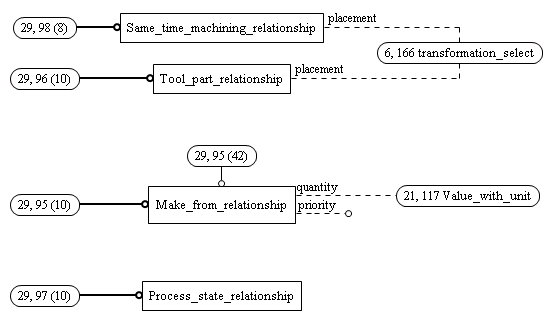 29, 98 (8)
Same_time_machining_relationship
placement
6, 166 transformation_select
29, 96 (10)
Tool_part_relationship
placement
29, 95 (42)
29, 95 (10)
Make_from_relationship
quantity
priority
21, 117 Value_with_unit
29, 97 (10)
Process_state_relationship